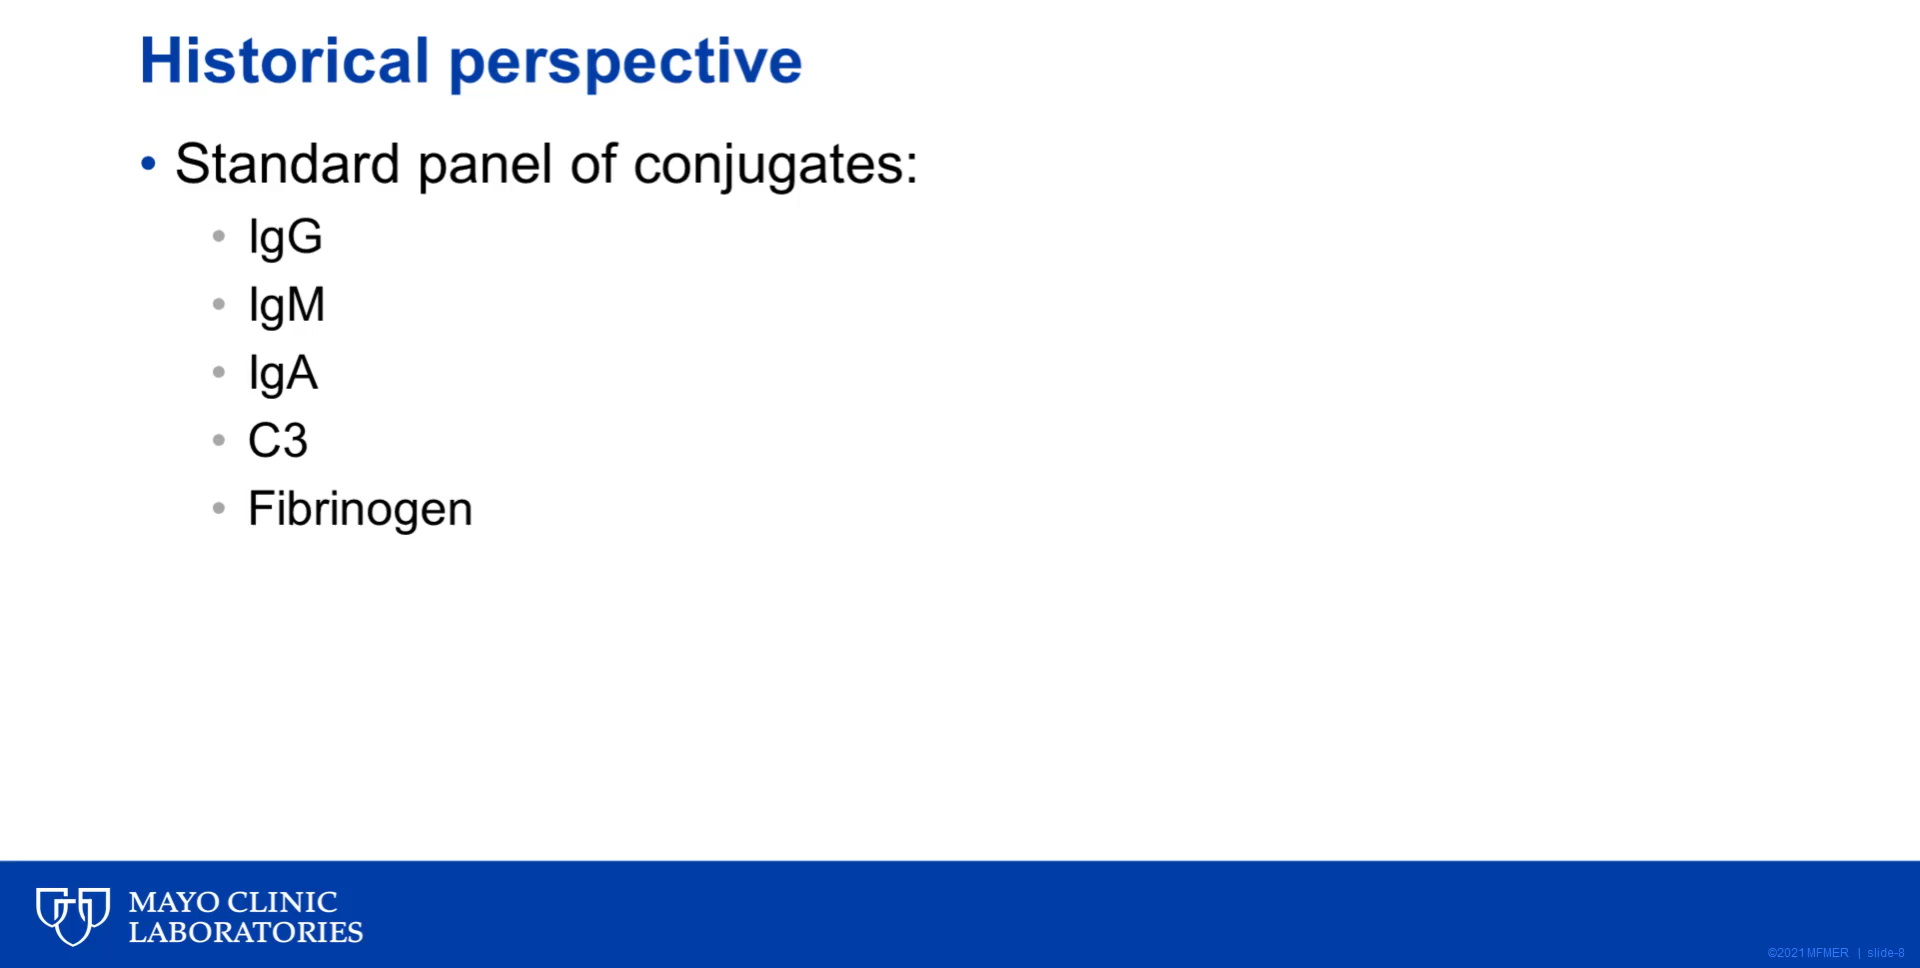 Historical perspective
• Standard panel of conjugates:
• IgG
• IgM
• IgA
• C3
• Fibrinogen
MAYO CLINIC
LABORATORIES
©2021 MFMER | slide-8